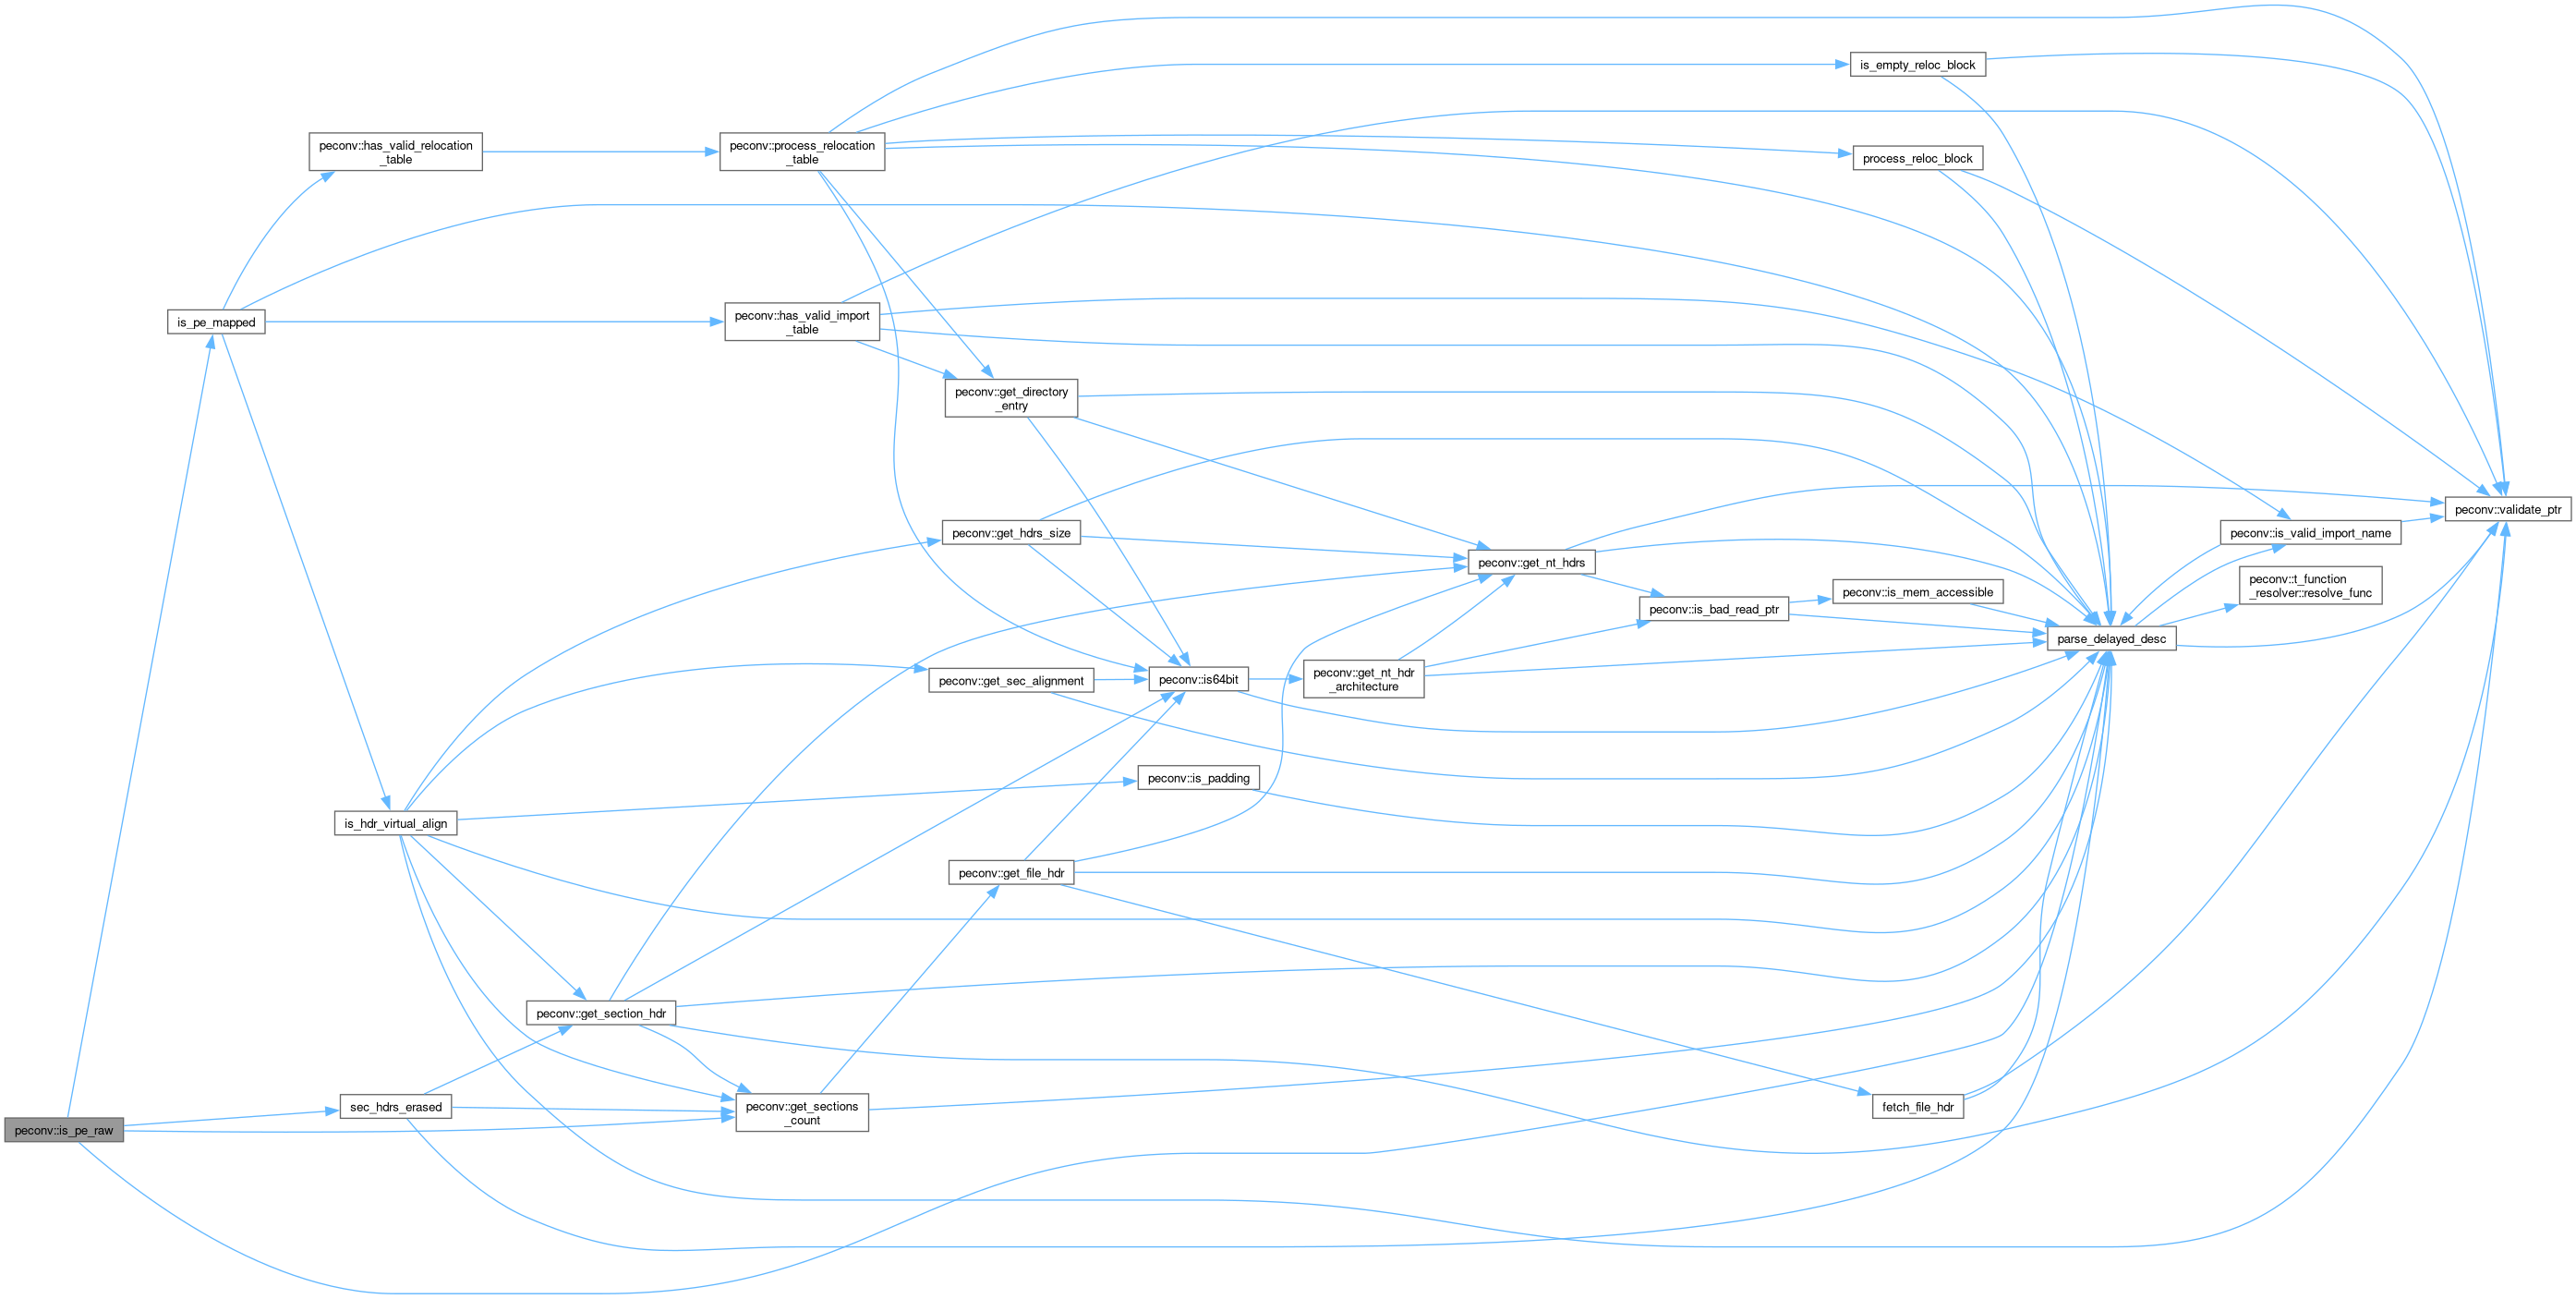 is_empty_reloc_block
peconv::has_valid_relocation
_table
peconv::process_relocation
_table
process_reloc_block
is_pe_mapped
peconv::has_valid_import
_table
peconv::get_directory
_entry
peconv::validate_ptr
peconv::get_hdrs_size
peconv::is_valid_import_name
peconv::get_nt_hdrs
peconv::t_function
_resolver::resolve_func
peconv::is_mem_accessible
peconv::is_bad_read_ptr
parse_delayed_desc
peconv::get_sec_alignment
peconv::is64bit
peconv::get_nt_hdr
_architecture
peconv::is_padding
is_hdr_virtual_align
peconv::get_file_hdr
peconv::get_section_hdr
sec_hdrs_erased
peconv::get_sections
_count
fetch_file_hdr
peconv::is_pe_raw